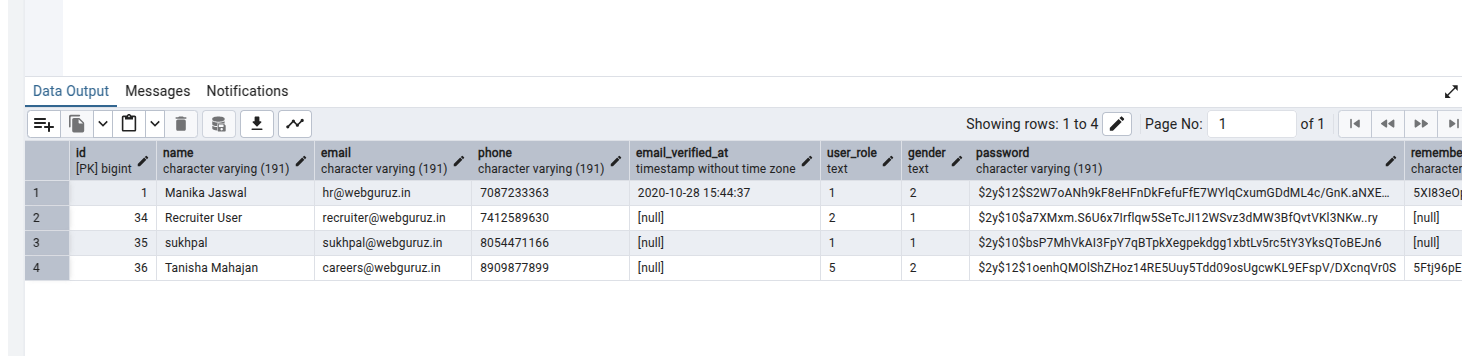 Data Output Messages Notifications
Showing rows: 1 to 4 Page No: 1 of 1
id name email phone email_verified_at user_role gender password remember
[PK] bigint character varying (191) character varying (191) character varying (191) timestamp without time zone text text character varying (191) character
1 1 Manika Jaswal hr@webguruz.in 7087233363 2020-10-28 15:44:37 1 2 $2y$12$S2W7oANh9kF8eHFnDkFefuFfE7WYlqCxumGDdML4c/GnK.aNXE... 5XI83eOp
2 34 Recruiter User recruiter@webguruz.in 7412589630 [null] 2 1 $2y$10$a7XMxm.S6U6x7Irflqw5SeTcJI12WSvz3dMW3BfQvtVKl3NKw..ry [null]
3 35 sukhpal sukhpal@webguruz.in 8054471166 [null] 1 1 $2y$10$bsP7MhVkAI3FpY7qBTpkXegpekdgg1xbtLv5rc5tY3YksQToBEJn6 [null]
4 36 Tanisha Mahajan careers@webguruz.in 8909877899 [null] 5 2 $2y$12$1oenhQMOlShZHoz14RE5Uuy5Tdd09osUgcwKL9EFspV/DXcnqVr0S 5Ftj96pE